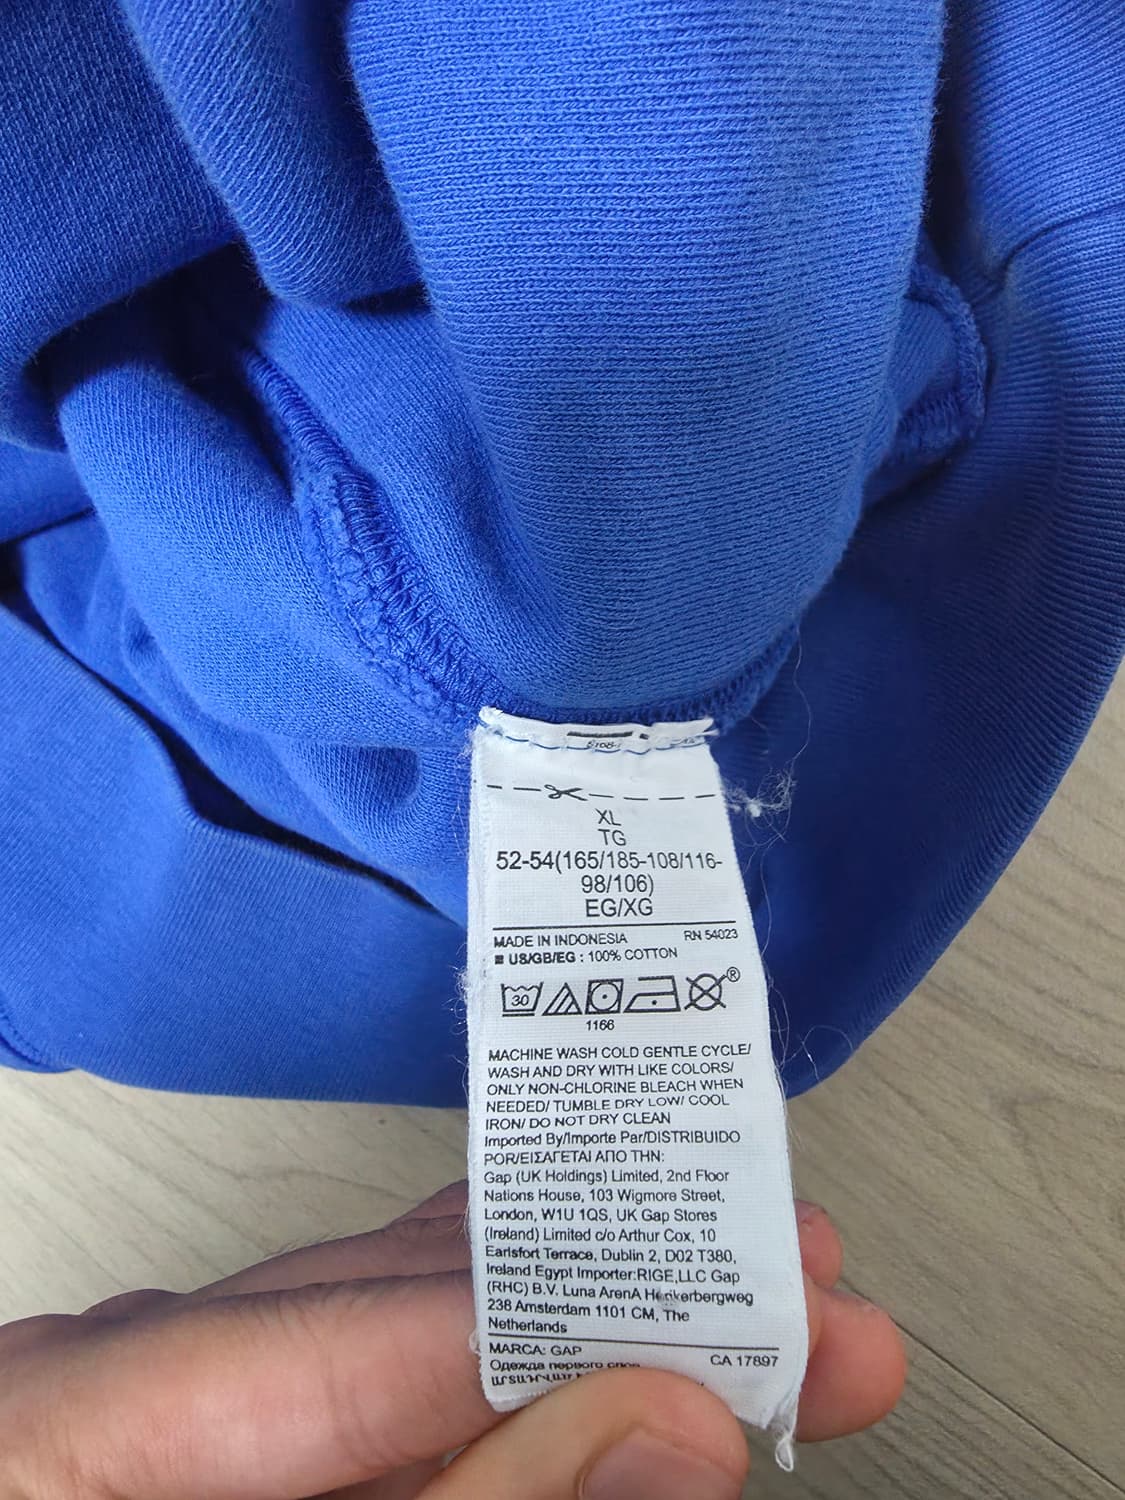 XL
TG
52-54(165/185-108/116-
98/106)
EG/XG
MADE IN INDONESIA RN 54023
US/GB/EG : 100% COTTON
30 ®
1166
MACHINE WASH COLD GENTLE CYCLE/
WASH AND DRY WITH LIKE COLORS/
ONLY NON-CHLORINE BLEACH WHEN
NEEDED/ TUMBLE DRY LOW/ COOL
IRON/ DO NOT DRY CLEAN
Imported By/Importe Par/DISTRIBUIDO
POR/ΕΙΣΑΓΕΤΑΙ ΑΠΟ ΤΗΝ:
Gap (UK Holdings) Limited, 2nd Floor
Nations House, 103 Wigmore Street,
London, W1U 1QS, UK Gap Stores
(Ireland) Limited c/o Arthur Cox, 10
Earlsfort Terrace, Dublin 2, D02 T380,
Ireland Egypt Importer:RIGE,LLC Gap
(RHC) B.V. Luna ArenA Herikerbergweg
238 Amsterdam 1101 CM, The
Netherlands
MARCA: GAP CA 17897
Одежда первого слоя